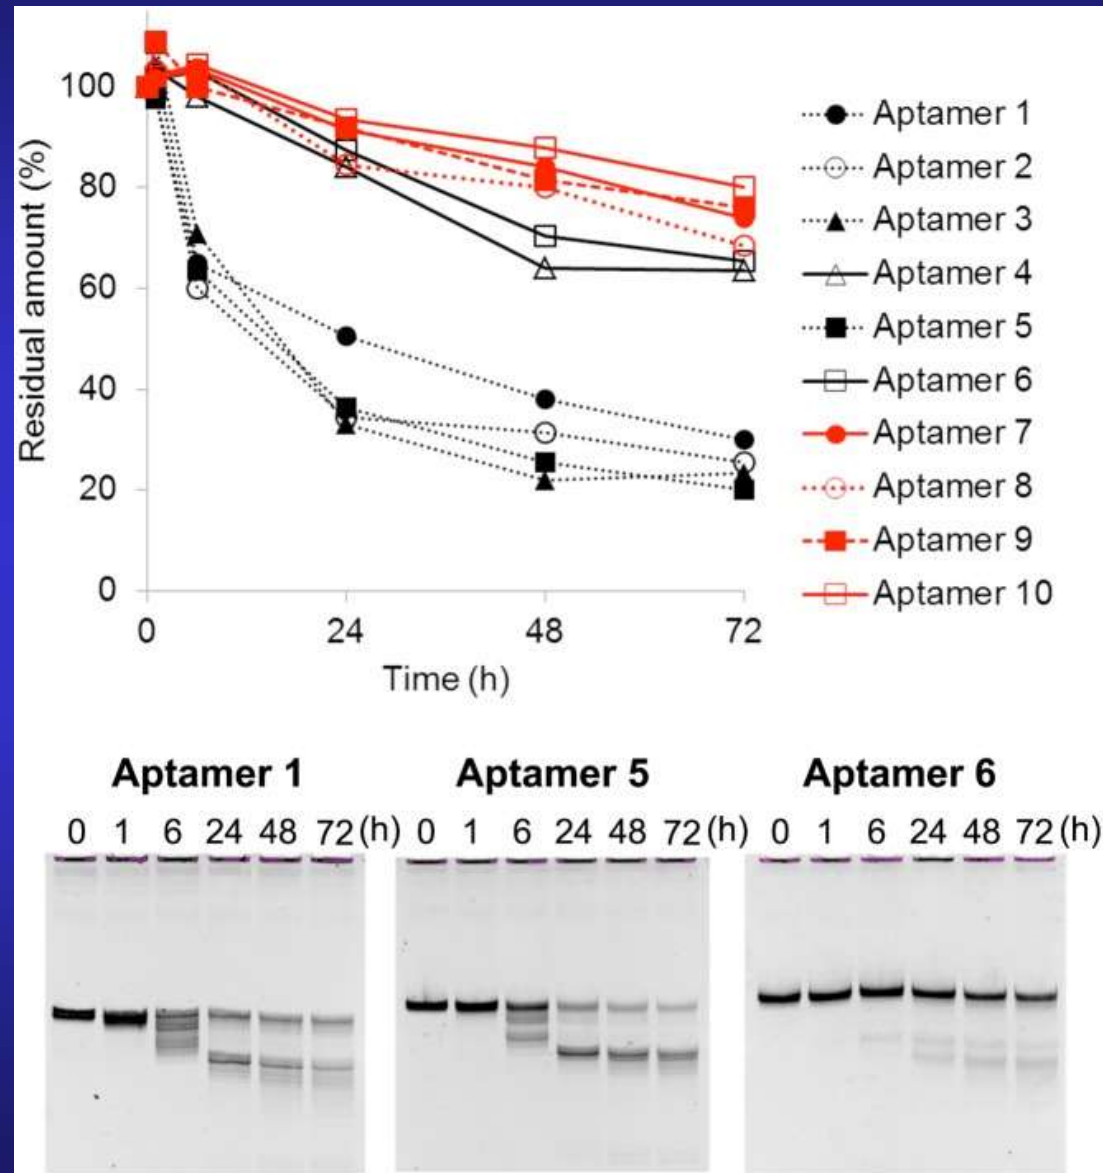 Residual amount (%)
100
80
60
40
20
0
0 24 48 72
Time (h)
Aptamer 1
Aptamer 2
Aptamer 3
Aptamer 4
Aptamer 5
Aptamer 6
Aptamer 7
Aptamer 8
Aptamer 9
Aptamer 10
Aptamer 1 Aptamer 5 Aptamer 6
0 1 6 24 48 72 (h) 0 1 6 24 48 72 (h) 0 1 6 24 48 72 (h)